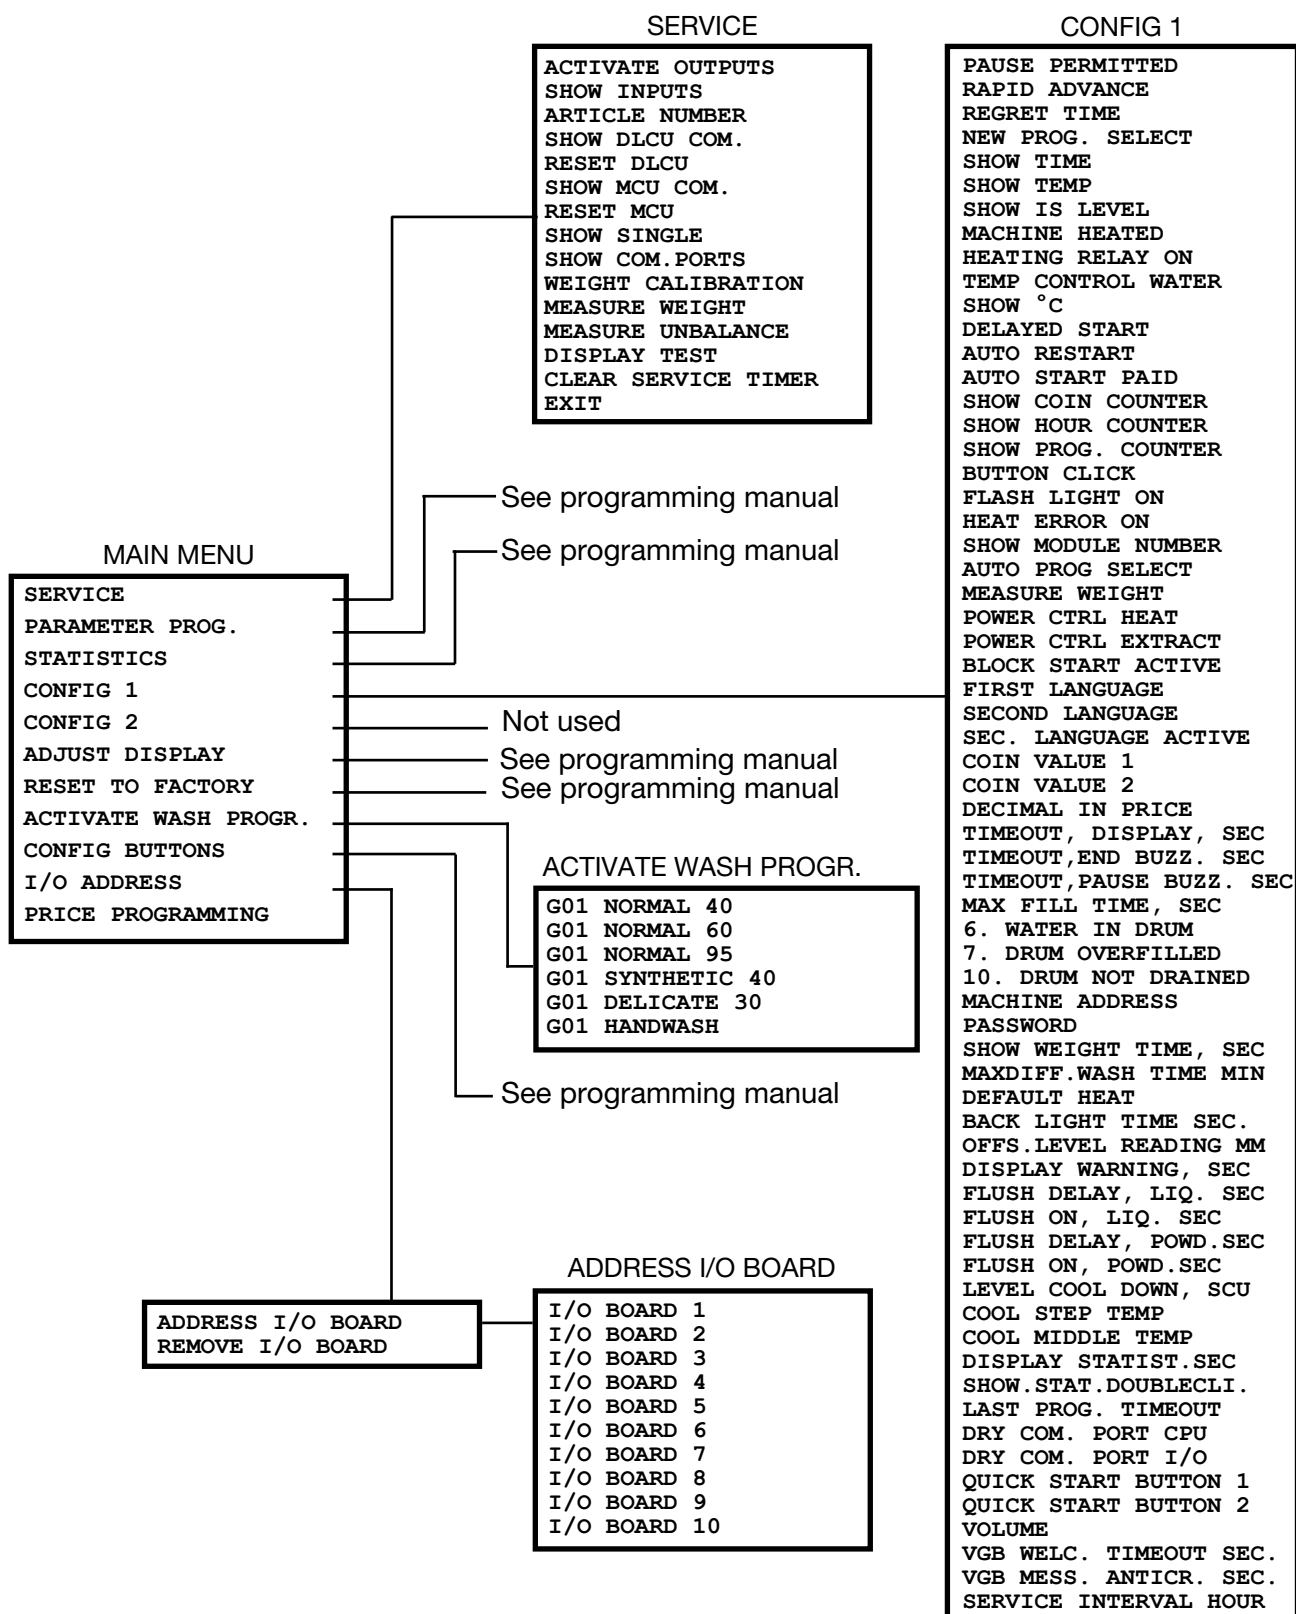 SERVICE
ACTIVATE OUTPUTS
SHOW INPUTS
ARTICLE NUMBER
SHOW DLCU COM.
RESET DLCU
SHOW MCU COM.
RESET MCU
SHOW SINGLE
SHOW COM.PORTS
WEIGHT CALIBRATION
MEASURE WEIGHT
MEASURE UNBALANCE
DISPLAY TEST
CLEAR SERVICE TIMER
EXIT
See programming manual
See programming manual
MAIN MENU
SERVICE
PARAMETER PROG.
STATISTICS
CONFIG 1
CONFIG 2
ADJUST DISPLAY
RESET TO FACTORY
ACTIVATE WASH PROGR.
CONFIG BUTTONS
I/O ADDRESS
PRICE PROGRAMMING
Not used
See programming manual
See programming manual
ACTIVATE WASH PROGR.
G01 NORMAL 40
G01 NORMAL 60
G01 NORMAL 95
G01 SYNTHETIC 40
G01 DELICATE 30
G01 HANDWASH
See programming manual
ADDRESS I/O BOARD
REMOVE I/O BOARD
ADDRESS I/O BOARD
I/O BOARD 1
I/O BOARD 2
I/O BOARD 3
I/O BOARD 4
I/O BOARD 5
I/O BOARD 6
I/O BOARD 7
I/O BOARD 8
I/O BOARD 9
I/O BOARD 10
CONFIG 1
PAUSE PERMITTED
RAPID ADVANCE
REGRET TIME
NEW PROG. SELECT
SHOW TIME
SHOW TEMP
SHOW IS LEVEL
MACHINE HEATED
HEATING RELAY ON
TEMP CONTROL WATER
SHOW °C
DELAYED START
AUTO RESTART
AUTO START PAID
SHOW COIN COUNTER
SHOW HOUR COUNTER
SHOW PROG. COUNTER
BUTTON CLICK
FLASH LIGHT ON
HEAT ERROR ON
SHOW MODULE NUMBER
AUTO PROG SELECT
MEASURE WEIGHT
POWER CTRL HEAT
POWER CTRL EXTRACT
BLOCK START ACTIVE
FIRST LANGUAGE
SECOND LANGUAGE
SEC. LANGUAGE ACTIVE
COIN VALUE 1
COIN VALUE 2
DECIMAL IN PRICE
TIMEOUT, DISPLAY, SEC
TIMEOUT,END BUZZ. SEC
TIMEOUT,PAUSE BUZZ. SEC
MAX FILL TIME, SEC
6. WATER IN DRUM
7. DRUM OVERFILLED
10. DRUM NOT DRAINED
MACHINE ADDRESS
PASSWORD
SHOW WEIGHT TIME, SEC
MAXDIFF.WASH TIME MIN
DEFAULT HEAT
BACK LIGHT TIME SEC.
OFFS.LEVEL READING MM
DISPLAY WARNING, SEC
FLUSH DELAY, LIQ. SEC
FLUSH ON, LIQ. SEC
FLUSH DELAY, POWD.SEC
FLUSH ON, POWD.SEC
LEVEL COOL DOWN, SCU
COOL STEP TEMP
COOL MIDDLE TEMP
DISPLAY STATIST.SEC
SHOW.STAT.DOUBLECLI.
LAST PROG. TIMEOUT
DRY COM. PORT CPU
DRY COM. PORT I/O
QUICK START BUTTON 1
QUICK START BUTTON 2
VOLUME
VGB WELC. TIMEOUT SEC.
VGB MESS. ANTICR. SEC.
SERVICE INTERVAL HOUR